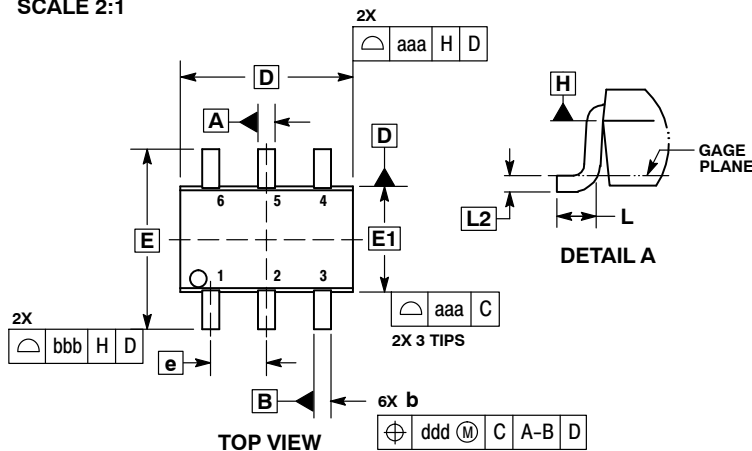 SCALE 2:1
2X
⌓ aaa H D
D
H
A
D
GAGE
PLANE
6 5 4
L2
L
E
E1
DETAIL A
1 2 3
⌓ aaa C
2X
2X 3 TIPS
⌓ bbb H D
e
B
6X b
TOP VIEW
⌖ ddd Ⓜ C A-B D